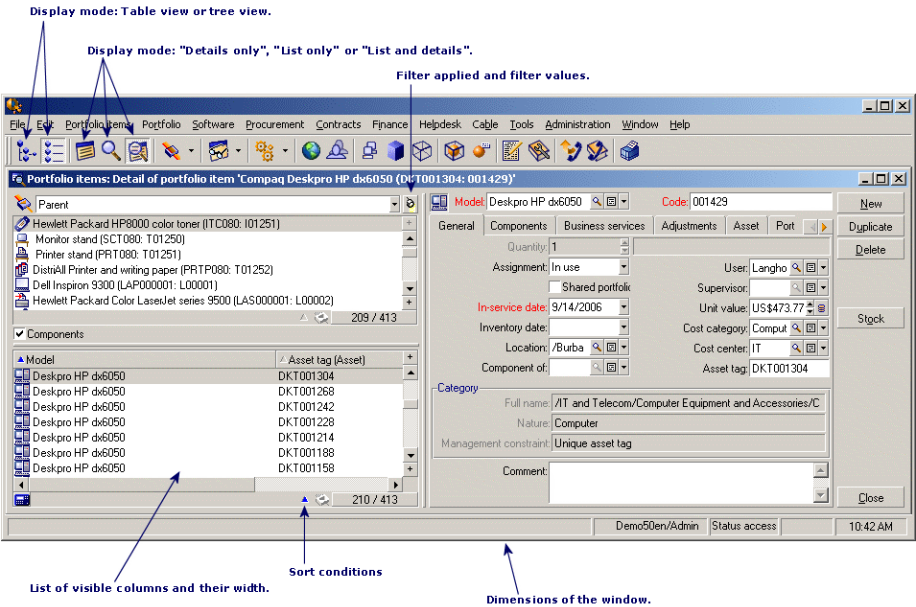 Display mode: Table view or tree view.
Display mode: "Details only", "List only" or "List and details".
Filter applied and filter values.
File Edit Portfolio items Portfolio Software Procurement Contracts Finance Helpdesk Cable Tools Administration Window Help
Portfolio items: Detail of portfolio item 'Compaq Deskpro HP dx6050 (DKT001304: 001429)'
Parent
Hewlett Packard HP8000 color toner (ITC080: I01251)
Monitor stand (SCT080: T01250)
Printer stand (PRT080: T01251)
DistriAll Printer and writing paper (PRTP080: T01252)
Dell Inspiron 9300 (LAP000001: L00001)
Hewlett Packard Color LaserJet series 9500 (LAS000001: L00002)
209 / 413
Components
Model Asset tag (Asset)
Deskpro HP dx6050 DKT001304
Deskpro HP dx6050 DKT001268
Deskpro HP dx6050 DKT001242
Deskpro HP dx6050 DKT001228
Deskpro HP dx6050 DKT001214
Deskpro HP dx6050 DKT001188
Deskpro HP dx6050 DKT001158
210 / 413
Model: Deskpro HP dx6050 Code: 001429
General Components Business services Adjustments Asset Port
Quantity: 1
Assignment: In use User: Langho
Shared portfolio Supervisor:
In-service date: 9/14/2006 Unit value: US$473.77
Inventory date: Cost category: Comput
Location: /Burba Cost center: IT
Component of: Asset tag: DKT001304
Category
Full name: /IT and Telecom/Computer Equipment and Accessories/C
Nature: Computer
Management constraint: Unique asset tag
Comment:
New
Duplicate
Delete
Stock
Close
Demo50en/Admin Status access 10:42 AM
Sort conditions
List of visible columns and their width.
Dimensions of the window.